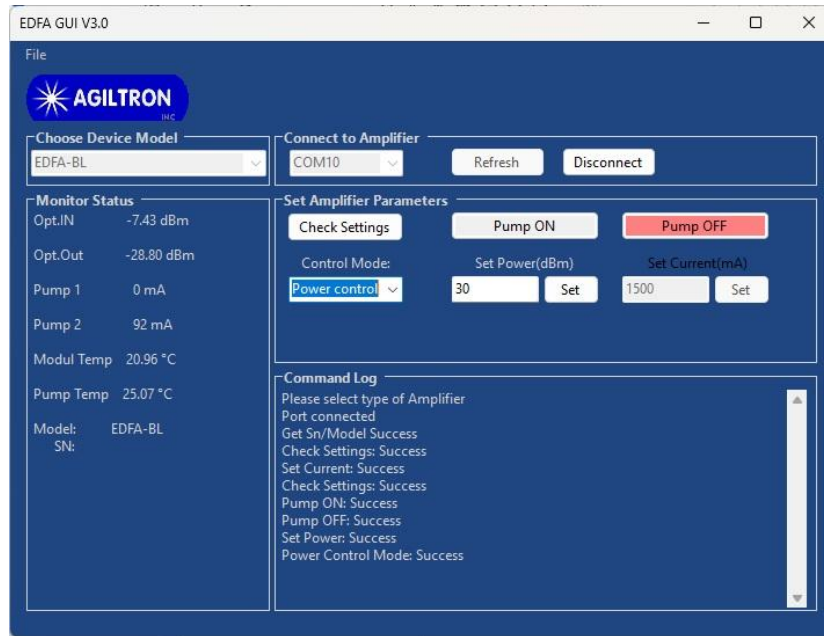 EDFA GUI V3.0
File
AGILTRON
INC
Choose Device Model
EDFA-BL
Connect to Amplifier
COM10
Refresh
Disconnect
Monitor Status
Opt.IN -7.43 dBm
Opt.Out -28.80 dBm
Pump 1 0 mA
Pump 2 92 mA
Modul Temp 20.96 °C
Pump Temp 25.07 °C
Model: EDFA-BL
SN:
Set Amplifier Parameters
Check Settings Pump ON Pump OFF
Control Mode: Set Power(dBm) Set Current(mA)
Power control 30 Set 1500 Set
Command Log
Please select type of Amplifier
Port connected
Get Sn/Model Success
Check Settings: Success
Set Current: Success
Check Settings: Success
Pump ON: Success
Pump OFF: Success
Set Power: Success
Power Control Mode: Success